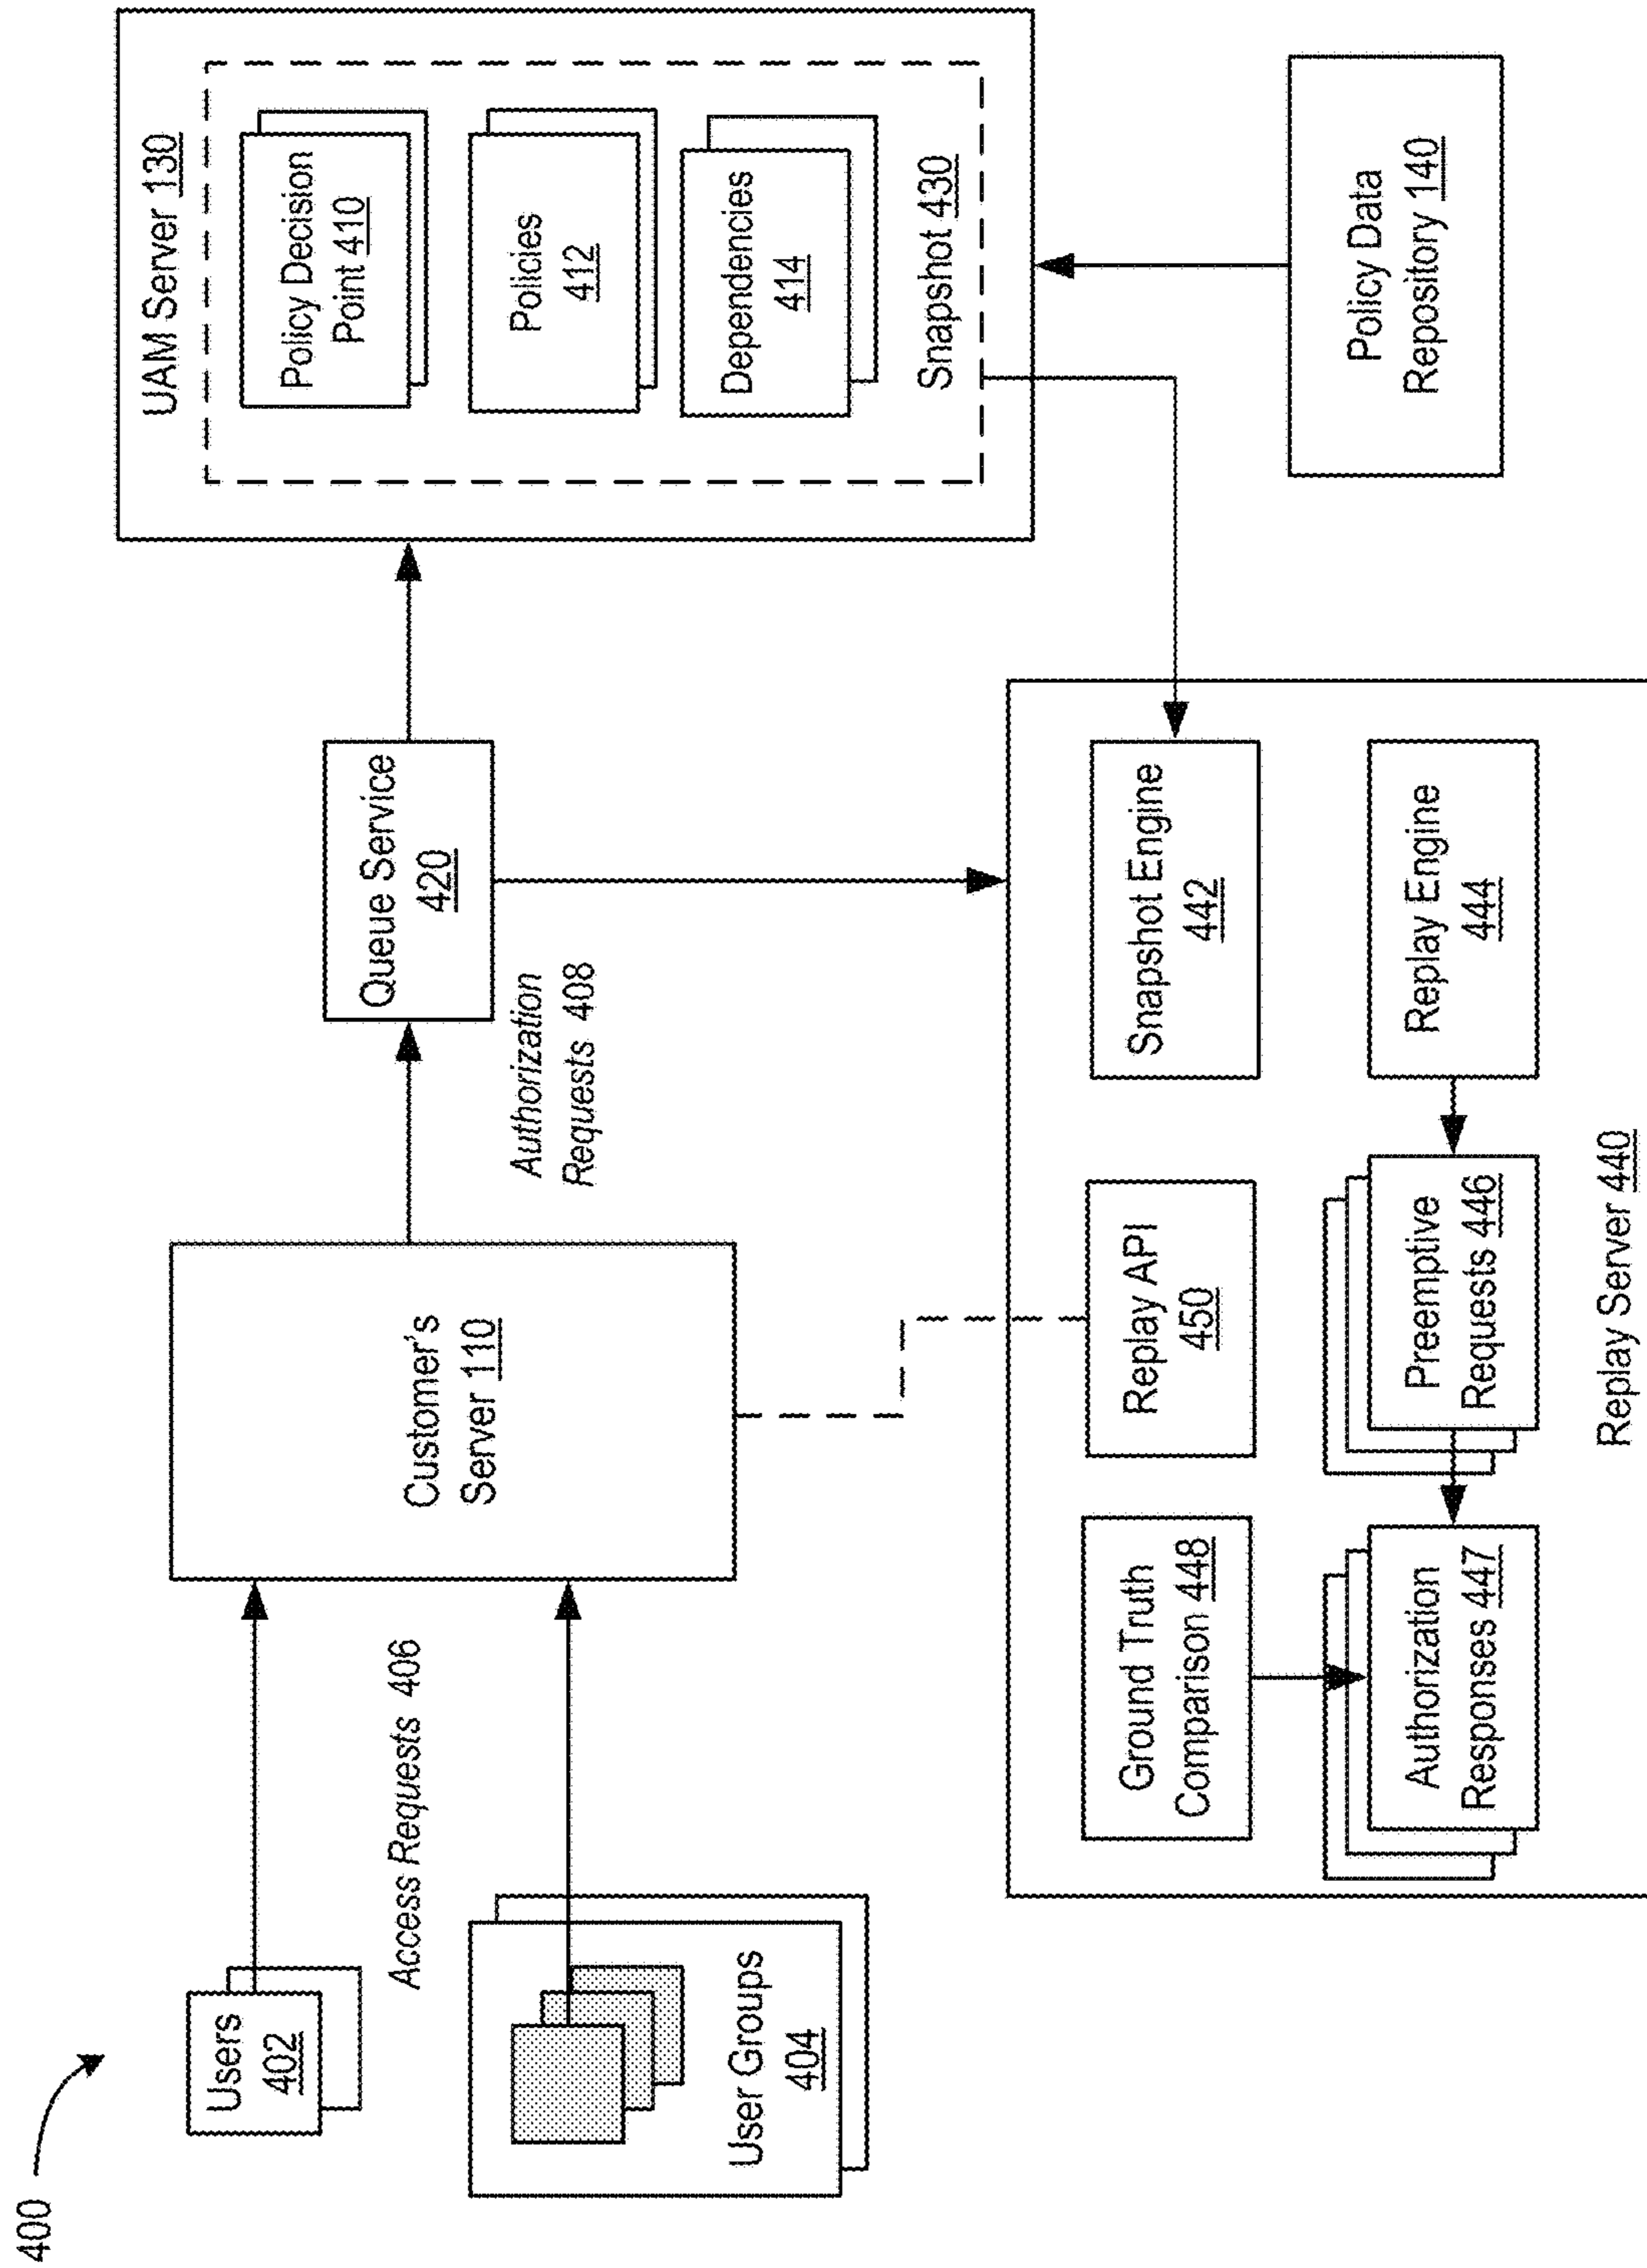 400
Users
402
Access Requests 406
User Groups
404
Customer's
Server 110
Authorization
Requests 408
Queue Service
420
UAM Server 130
Policy Decision
Point 410
Policies
412
Dependencies
414
Snapshot 430
Policy Data
Repository 140
Ground Truth
Comparison 448
Replay API
450
Snapshot Engine
442
Authorization
Responses 447
Preemptive
Requests 446
Replay Engine
444
Replay Server 440